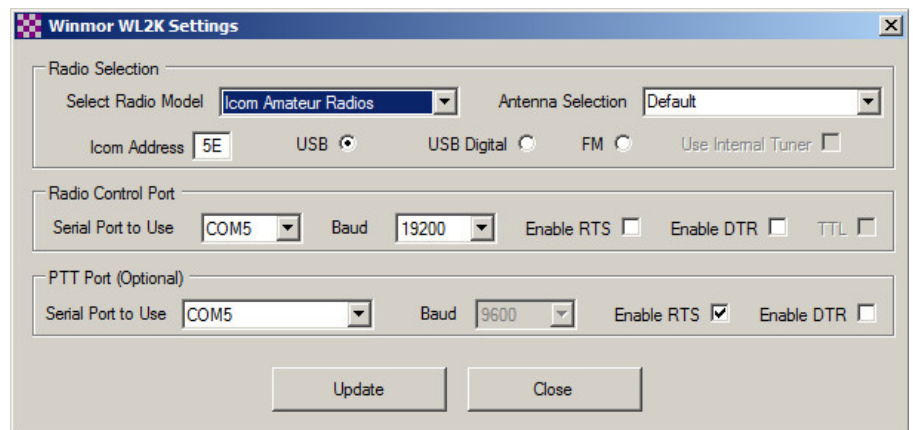 Winmor WL2K Settings
Radio Selection
Select Radio Model Icom Amateur Radios Antenna Selection Default
Icom Address 5E USB USB Digital FM Use Internal Tuner
Radio Control Port
Serial Port to Use COM5 Baud 19200 Enable RTS Enable DTR TTL
PTT Port (Optional)
Serial Port to Use COM5 Baud 9600 Enable RTS Enable DTR
Update Close